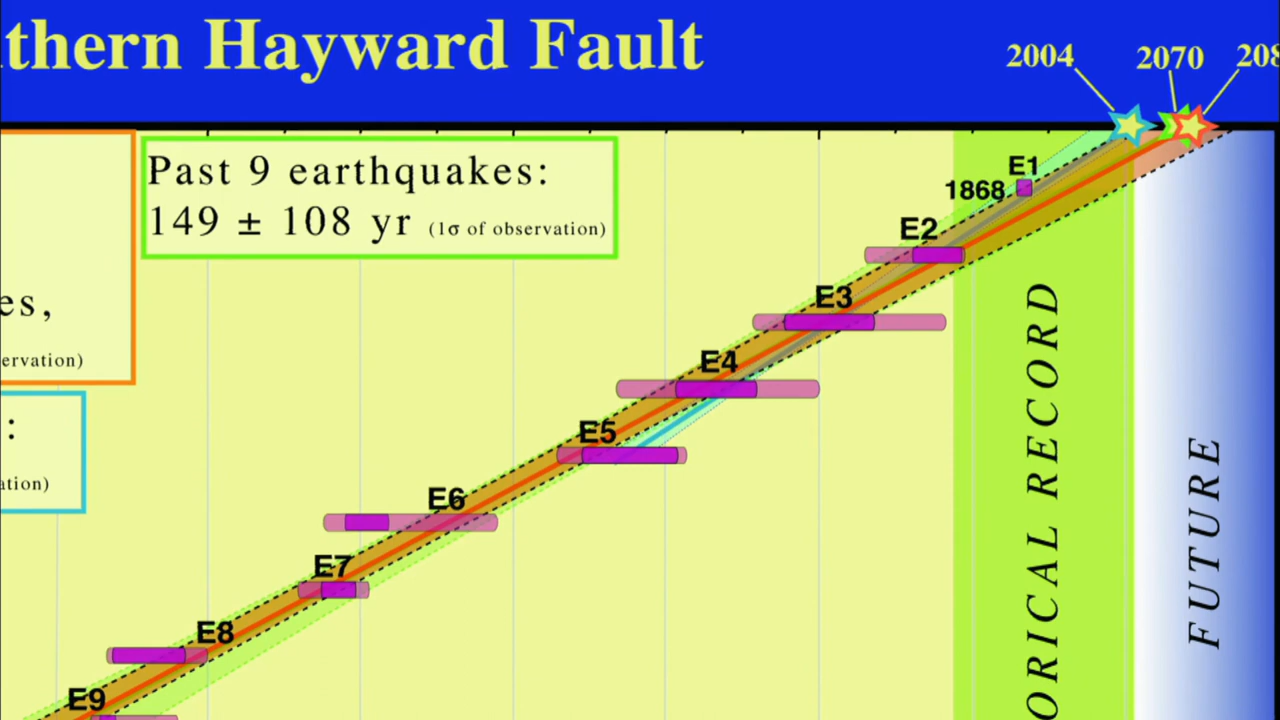 thern Hayward Fault
2004
2070
208
Past 9 earthquakes:
149 ± 108 yr (1σ of observation)
E1
1868
E2
E3
E4
E5
E6
E7
E8
E9
es,
ervation)
:
ation)
ORICAL RECORD
FUTURE